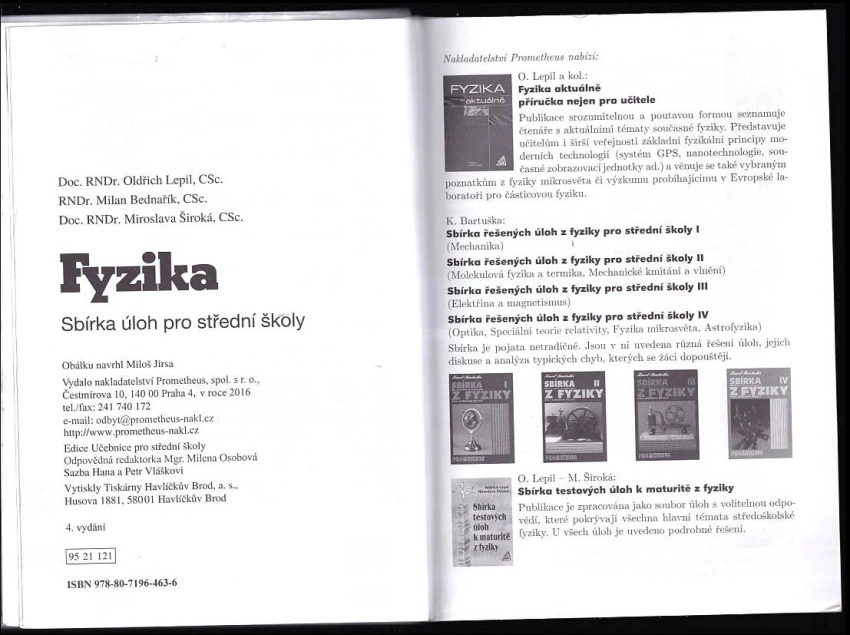 Doc. RNDr. Oldřich Lepil, CSc.
RNDr. Milan Bednařík, CSc.
Doc. RNDr. Miroslava Široká, CSc.
Fyzika
Sbírka úloh pro střední školy
Obálku navrhl Miloš Jirsa
Vydalo nakladatelství Prometheus, spol. s r. o.,
Čestmírova 10, 140 00 Praha 4, v roce 2016
tel./fax: 241 740 172
e-mail: odbyt@prometheus-nakl.cz
http://www.prometheus-nakl.cz
Edice Učebnice pro střední školy
Odpovědná redaktorka Mgr. Milena Osobová
Sazba Hana a Petr Vláškovi
Vytiskly Tiskárny Havlíčkův Brod, a. s.,
Husova 1881, 58001 Havlíčkův Brod
4. vydání
95 21 121
ISBN 978-80-7196-463-6
Nakladatelství Prometheus nabízí:
O. Lepil a kol.:
Fyzika aktuálně
příručka nejen pro učitele
FYZIKA
aktuálně
Publikace srozumitelnou a poutavou formou seznamuje
čtenáře s aktuálními tématy současné fyziky. Představuje
učitelům i širší veřejnosti základní fyzikální principy mo-
derních technologií (systém GPS, nanotechnologie, sou-
časné zobrazovací jednotky ad.) a věnuje se také vybraným
poznatkům z fyziky mikrosvěta či výzkumu probíhajícímu v Evropské la-
boratoři pro částicovou fyziku.
K. Bartuška:
Sbírka řešených úloh z fyziky pro střední školy I
(Mechanika)
Sbírka řešených úloh z fyziky pro střední školy II
(Molekulová fyzika a termika, Mechanické kmitání a vlnění)
Sbírka řešených úloh z fyziky pro střední školy III
(Elektřina a magnetismus)
Sbírka řešených úloh z fyziky pro střední školy IV
(Optika, Speciální teorie relativity, Fyzika mikrosvěta, Astrofyzika)
Sbírka je pojata netradičně. Jsou v ní uvedena různá řešení úloh, jejich
diskuse a analýza typických chyb, kterých se žáci dopouštějí.
SBÍRKA I
Z FYZIKY
SBÍRKA II
Z FYZIKY
SBÍRKA III
Z FYZIKY
SBÍRKA IV
Z FYZIKY
O. Lepil – M. Široká:
Sbírka testových úloh k maturitě z fyziky
Sbírka
testových
úloh
k maturitě
z fyziky
Publikace je zpracována jako soubor úloh s volitelnou odpo-
vědí, které pokrývají všechna hlavní témata středoškolské
fyziky. U všech úloh je uvedeno podrobné řešení.